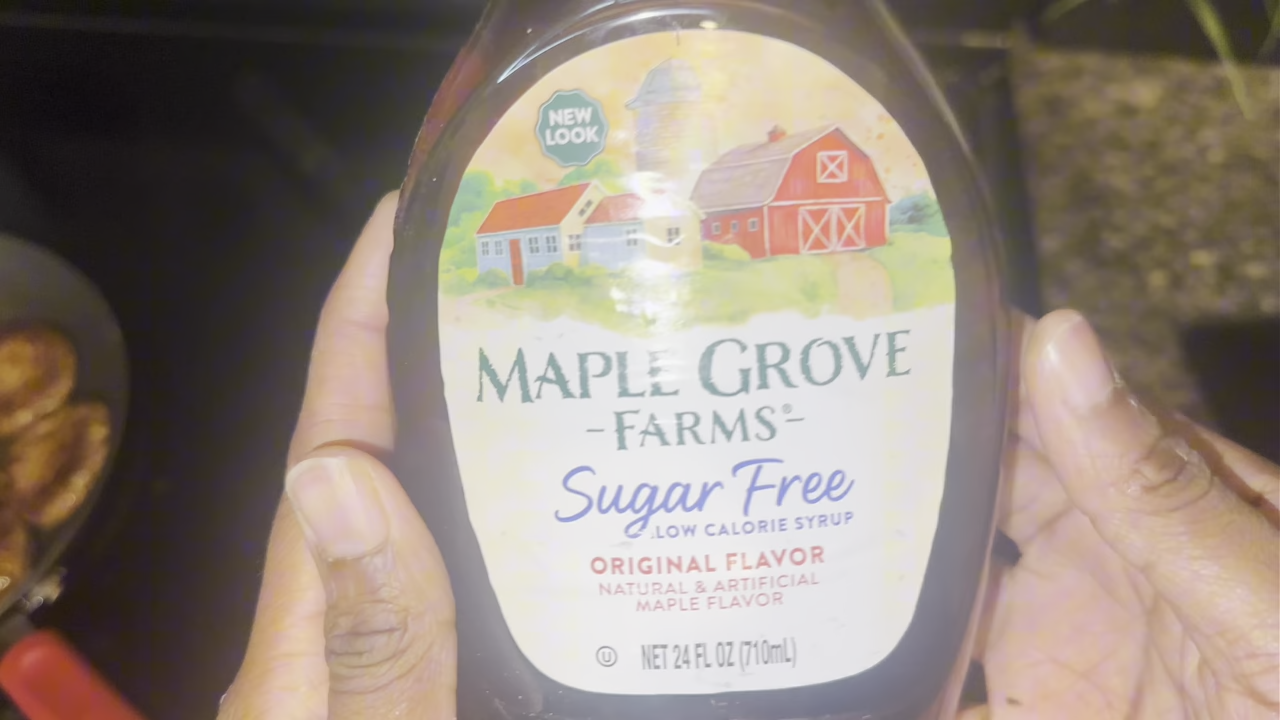 NEW
LOOK
MAPLE GROVE
-FARMS®-
Sugar Free
LOW CALORIE SYRUP
ORIGINAL FLAVOR
NATURAL & ARTIFICIAL
MAPLE FLAVOR
U NET 24 FL OZ (710mL)